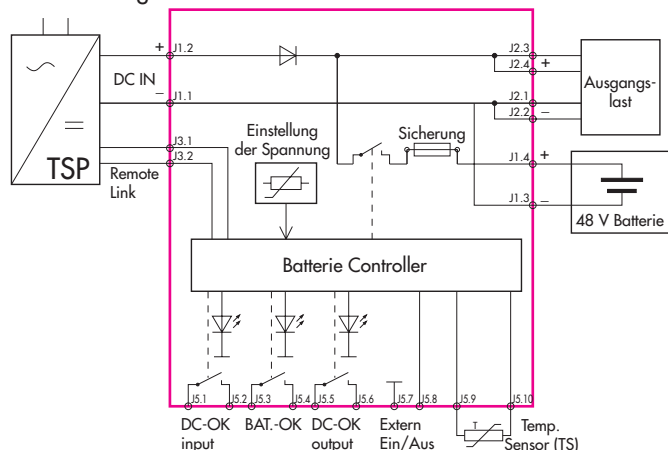 +
J1.2
J2.3
J2.4
+
DC IN
Ausgangs-
last
–
J1.1
J2.1
J2.2
–
Einstellung
der Spannung
Sicherung
J3.1
J3.2
TSP
Remote
Link
J1.4
+
J1.3
–
48 V Batterie
Batterie Controller
J5.1
J5.2
J5.3
J5.4
J5.5
J5.6
J5.7
J5.8
J5.9
J5.10
DC-OK
input
BAT.-OK
DC-OK
output
Extern
Ein/Aus
T
Temp.
Sensor (TS)